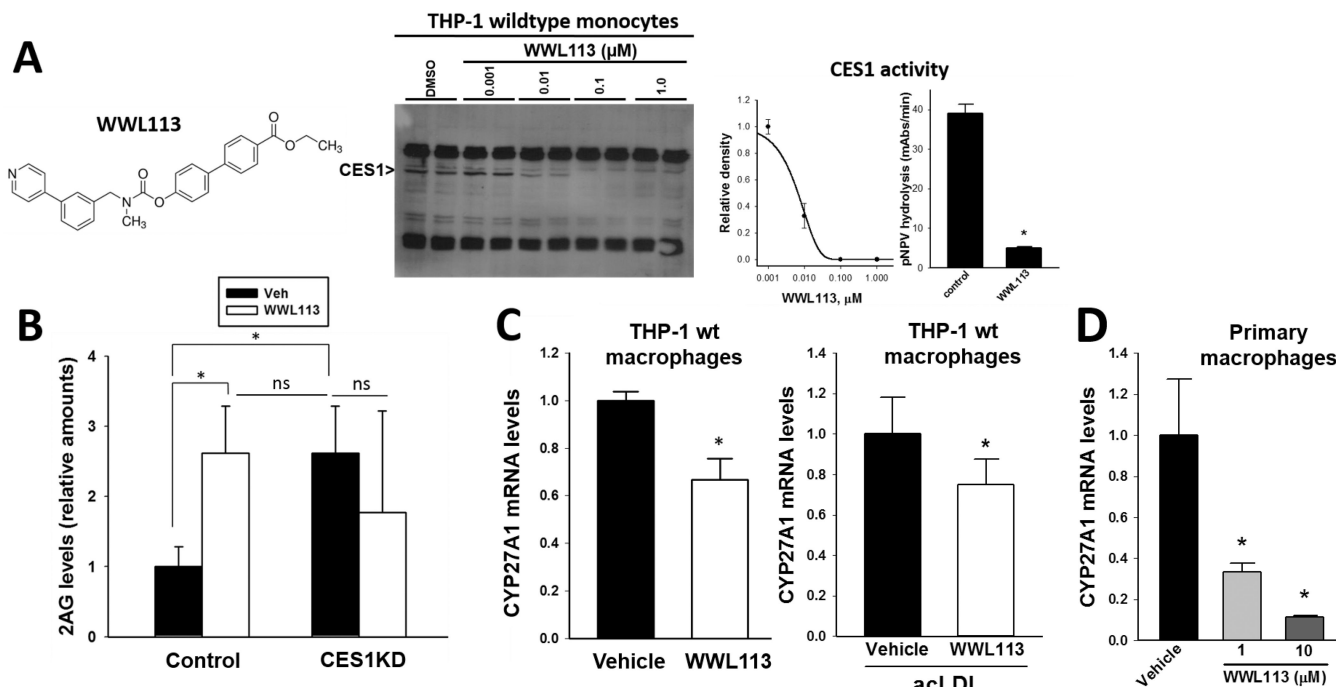 A
WWL113
N
O
O
CH3
N
CH3
O
O
THP-1 wildtype monocytes
WWL113 (μM)
DMSO
0.001
0.01
0.1
1.0
CES1>
CES1 activity
Relative density
1.2
1.0
0.8
0.6
0.4
0.2
0.0
0.001
0.010
0.100
1.000
WWL113, μM
pNPV hydrolysis (mAbs/min)
40
30
20
10
0
*
control
WWL113
B
Veh
WWL113
2AG levels (relative amounts)
4
3
2
1
0
*
*
ns
ns
Control
CES1KD
C
THP-1 wt
macrophages
CYP27A1 mRNA levels
1.2
1.0
0.8
0.6
0.4
0.2
0.0
*
Vehicle
WWL113
THP-1 wt
macrophages
CYP27A1 mRNA levels
1.4
1.2
1.0
0.8
0.6
0.4
0.2
0.0
*
Vehicle
WWL113
acLDL
D
Primary
macrophages
CYP27A1 mRNA levels
1.4
1.2
1.0
0.8
0.6
0.4
0.2
0.0
*
*
Vehicle
1
10
WWL113 (μM)